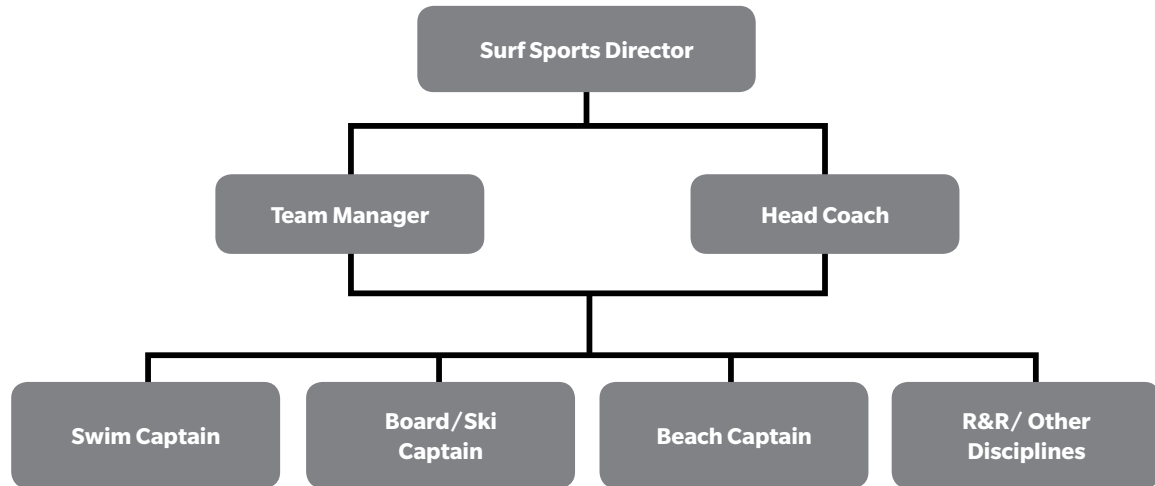 Surf Sports Director
Team Manager
Head Coach
Swim Captain
Board/Ski
Captain
Beach Captain
R&R/ Other
Disciplines